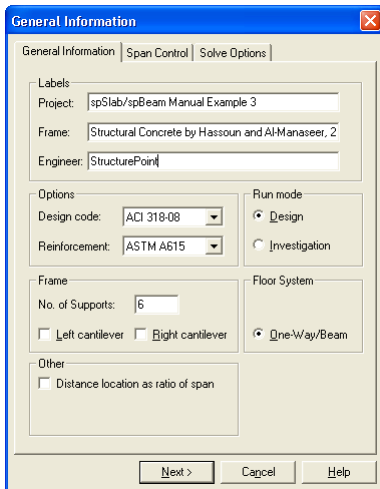 General Information
General Information Span Control Solve Options
Labels
Project: spSlab/spBeam Manual Example 3
Frame: Structural Concrete by Hassoun and Al-Manaseer, 2
Engineer: StructurePoint
Options Run mode
Design code: ACI 318-08 Design
Reinforcement: ASTM A615 Investigation
Frame Floor System
No. of Supports: 6
Left cantilever Right cantilever One-Way/Beam
Other
Distance location as ratio of span
Next > Cancel Help